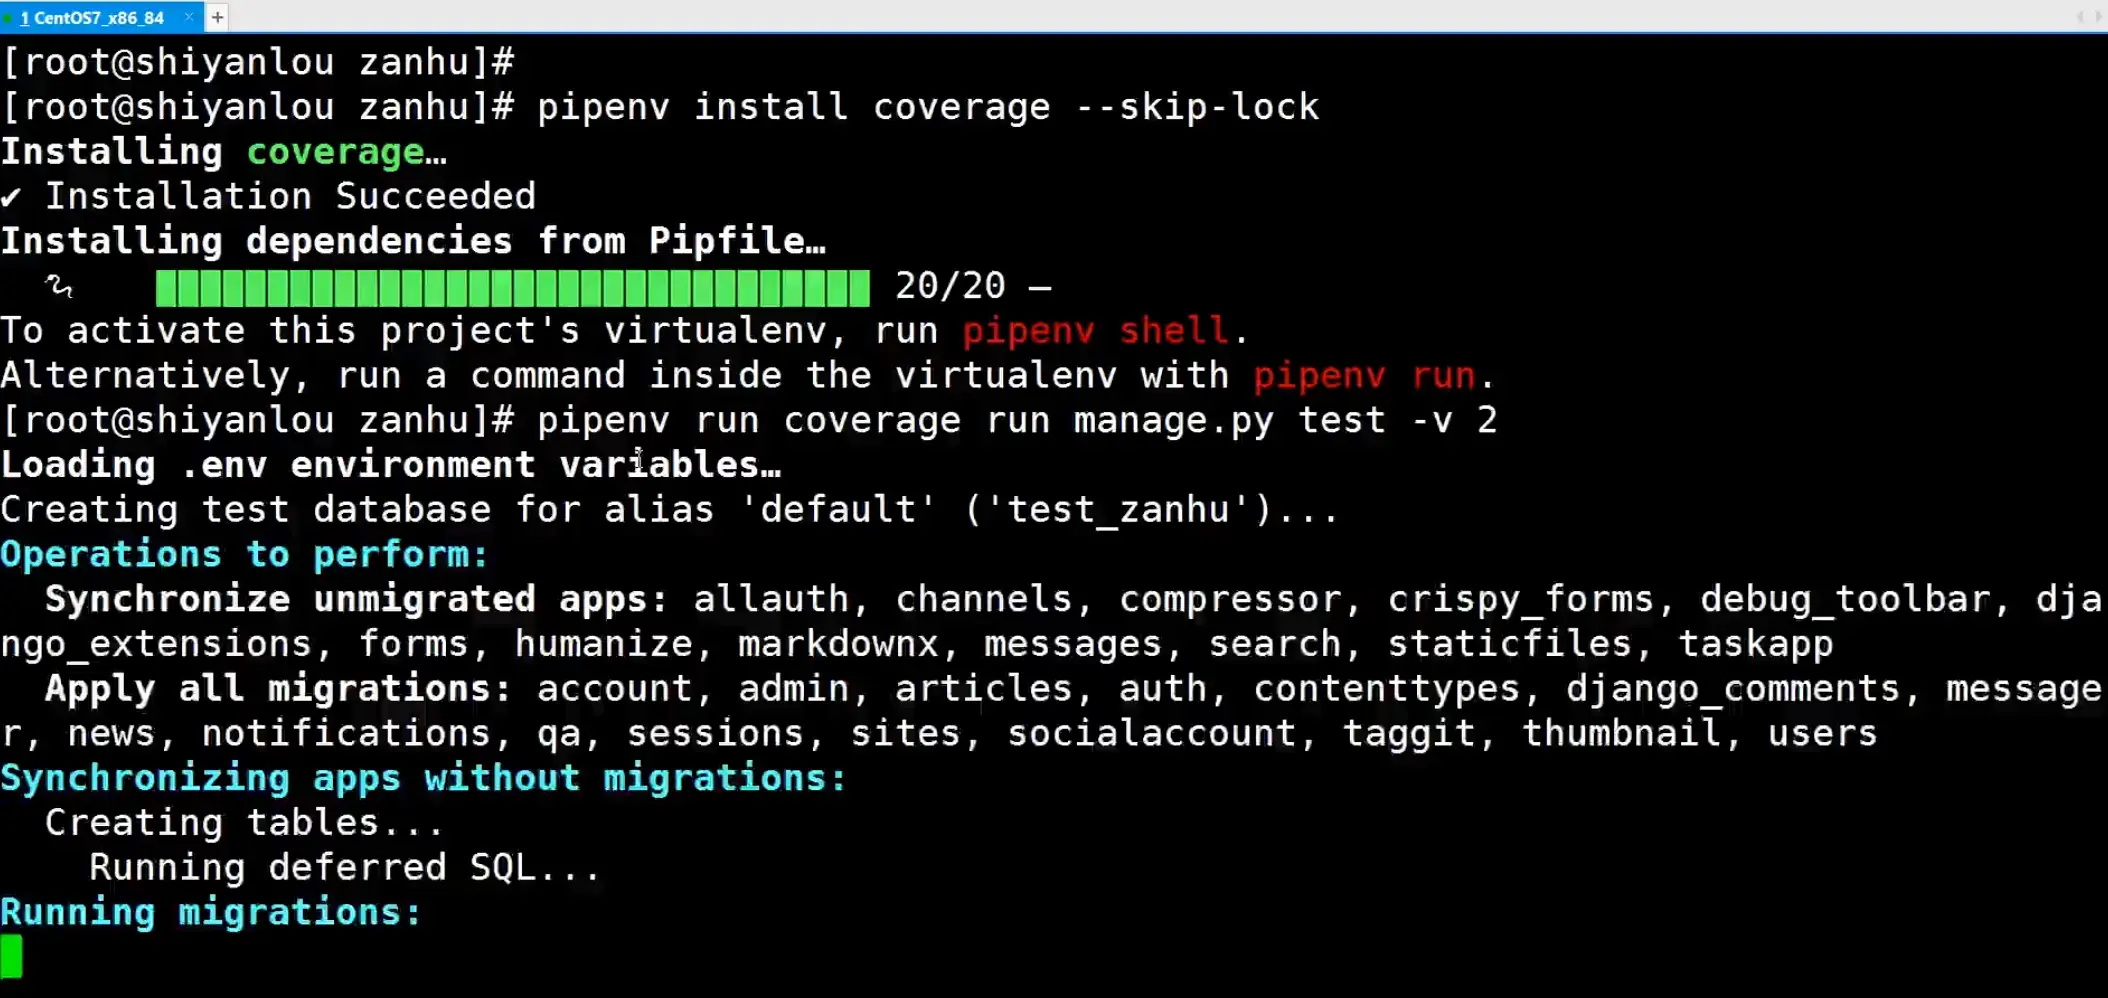 1 CentOS7_x86_84 × +
[root@shiyanlou zanhu]#
[root@shiyanlou zanhu]# pipenv install coverage --skip-lock
Installing coverage…
✔ Installation Succeeded
Installing dependencies from Pipfile…
20/20 —
To activate this project's virtualenv, run pipenv shell.
Alternatively, run a command inside the virtualenv with pipenv run.
[root@shiyanlou zanhu]# pipenv run coverage run manage.py test -v 2
Loading .env environment variables…
Creating test database for alias 'default' ('test_zanhu')...
Operations to perform:
Synchronize unmigrated apps: allauth, channels, compressor, crispy_forms, debug_toolbar, dja
ngo_extensions, forms, humanize, markdownx, messages, search, staticfiles, taskapp
Apply all migrations: account, admin, articles, auth, contenttypes, django_comments, message
r, news, notifications, qa, sessions, sites, socialaccount, taggit, thumbnail, users
Synchronizing apps without migrations:
Creating tables...
Running deferred SQL...
Running migrations: